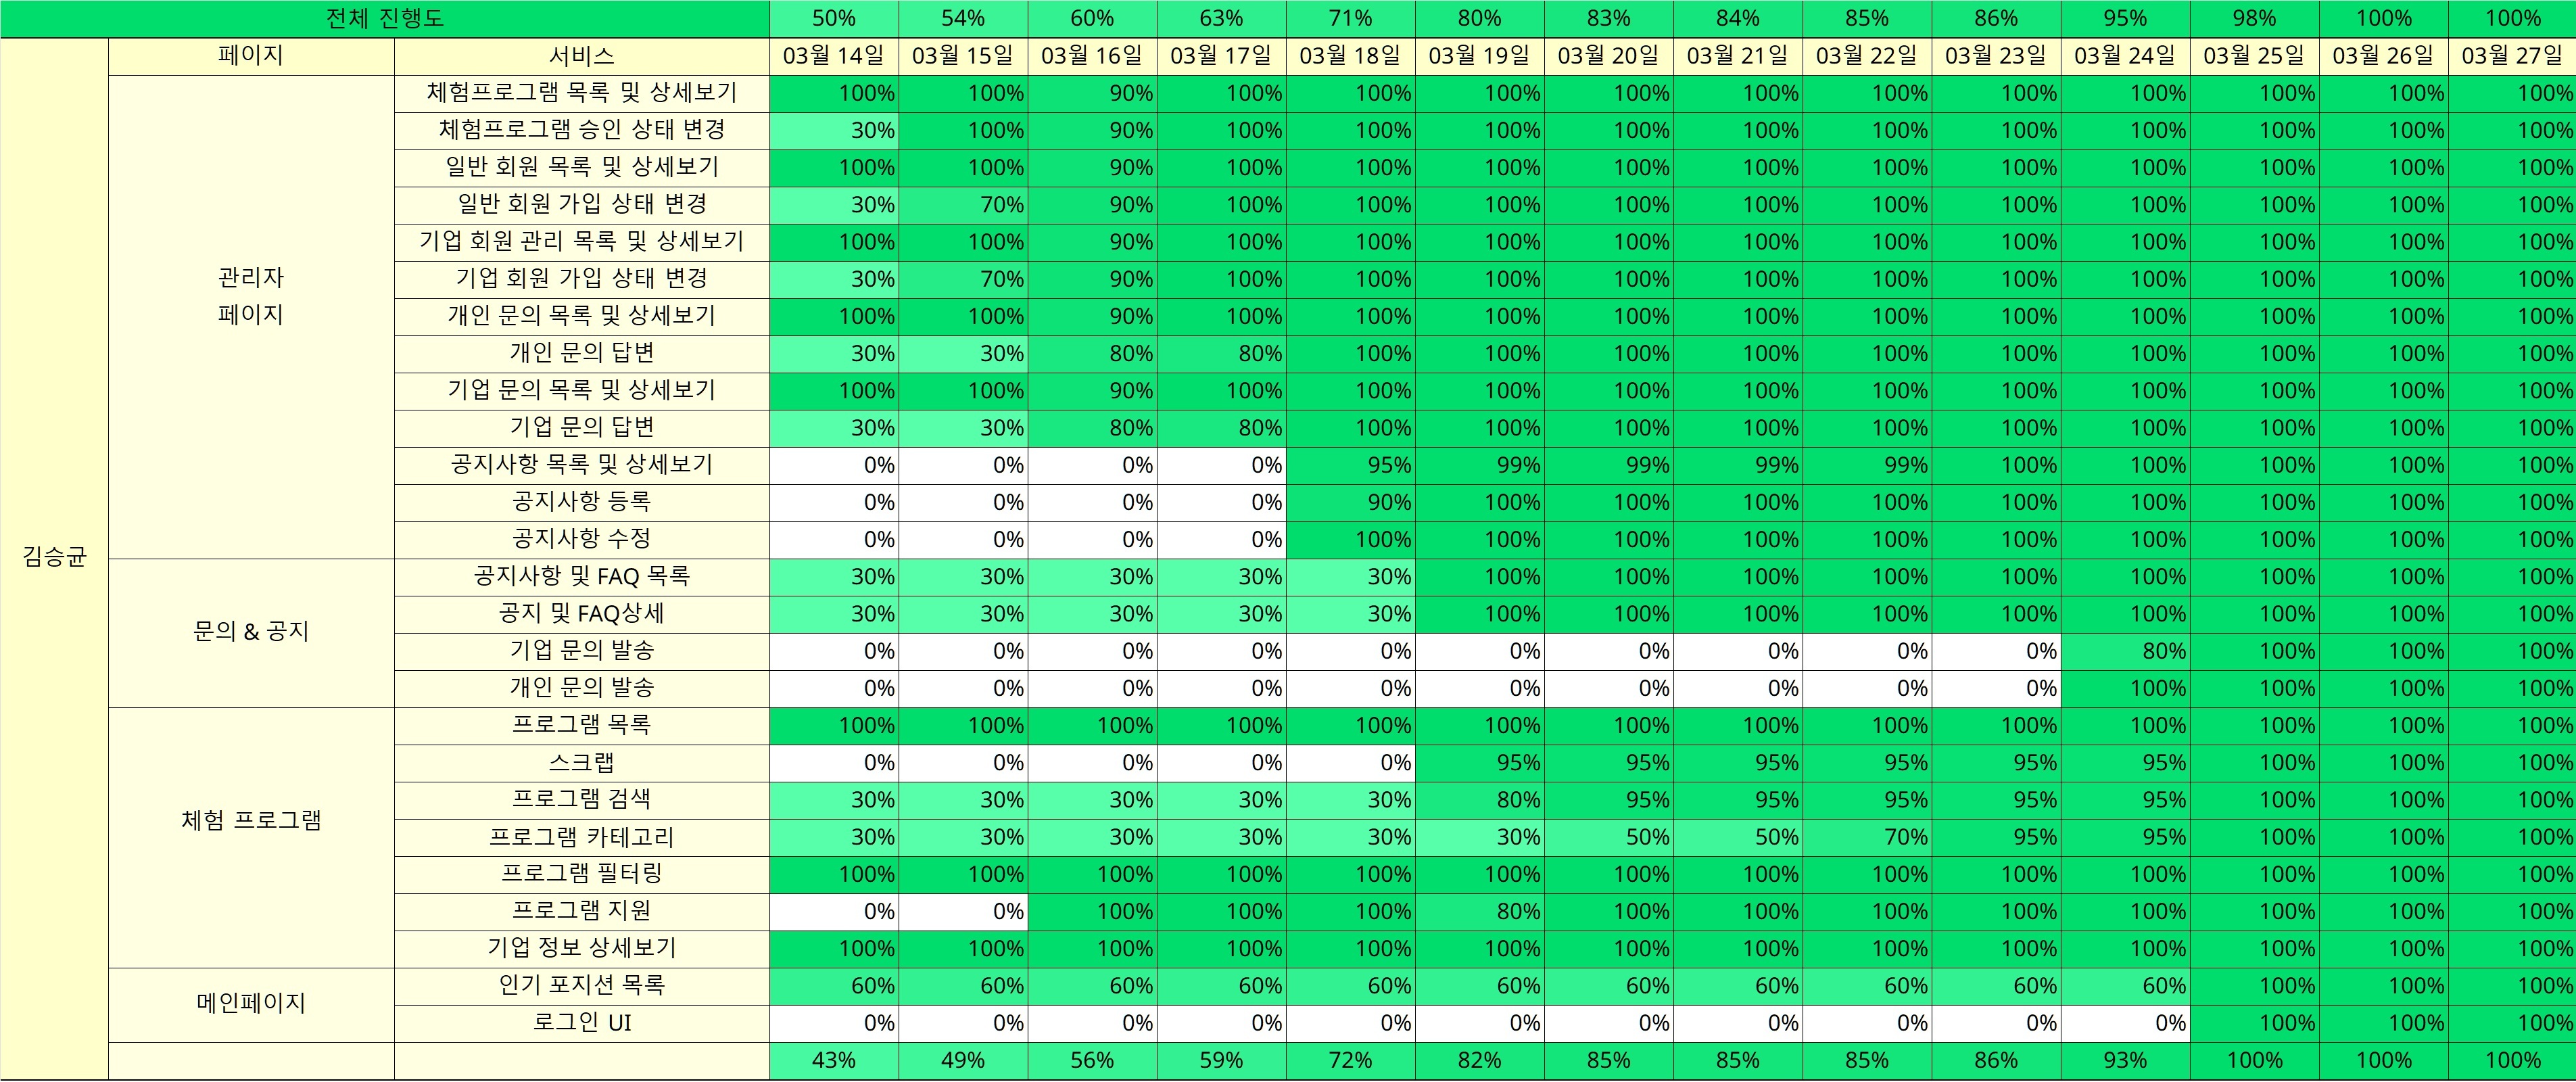 전체 진행도 50% 54% 60% 63% 71% 80% 83% 84% 85% 86% 95% 98% 100% 100%
페이지 서비스 03월 14일 03월 15일 03월 16일 03월 17일 03월 18일 03월 19일 03월 20일 03월 21일 03월 22일 03월 23일 03월 24일 03월 25일 03월 26일 03월 27일
체험프로그램 목록 및 상세보기 100% 100% 90% 100% 100% 100% 100% 100% 100% 100% 100% 100% 100% 100%
체험프로그램 승인 상태 변경 30% 100% 90% 100% 100% 100% 100% 100% 100% 100% 100% 100% 100% 100%
일반 회원 목록 및 상세보기 100% 100% 90% 100% 100% 100% 100% 100% 100% 100% 100% 100% 100% 100%
일반 회원 가입 상태 변경 30% 70% 90% 100% 100% 100% 100% 100% 100% 100% 100% 100% 100% 100%
기업 회원 관리 목록 및 상세보기 100% 100% 90% 100% 100% 100% 100% 100% 100% 100% 100% 100% 100% 100%
관리자 기업 회원 가입 상태 변경 30% 70% 90% 100% 100% 100% 100% 100% 100% 100% 100% 100% 100% 100%
페이지 개인 문의 목록 및 상세보기 100% 100% 90% 100% 100% 100% 100% 100% 100% 100% 100% 100% 100% 100%
개인 문의 답변 30% 30% 80% 80% 100% 100% 100% 100% 100% 100% 100% 100% 100% 100%
기업 문의 목록 및 상세보기 100% 100% 90% 100% 100% 100% 100% 100% 100% 100% 100% 100% 100% 100%
기업 문의 답변 30% 30% 80% 80% 100% 100% 100% 100% 100% 100% 100% 100% 100% 100%
공지사항 목록 및 상세보기 0% 0% 0% 0% 95% 99% 99% 99% 99% 100% 100% 100% 100% 100%
공지사항 등록 0% 0% 0% 0% 90% 100% 100% 100% 100% 100% 100% 100% 100% 100%
공지사항 수정 0% 0% 0% 0% 100% 100% 100% 100% 100% 100% 100% 100% 100% 100%
김승균
공지사항 및 FAQ 목록 30% 30% 30% 30% 30% 100% 100% 100% 100% 100% 100% 100% 100% 100%
공지 및 FAQ상세 30% 30% 30% 30% 30% 100% 100% 100% 100% 100% 100% 100% 100% 100%
문의 & 공지
기업 문의 발송 0% 0% 0% 0% 0% 0% 0% 0% 0% 0% 80% 100% 100% 100%
개인 문의 발송 0% 0% 0% 0% 0% 0% 0% 0% 0% 0% 100% 100% 100% 100%
프로그램 목록 100% 100% 100% 100% 100% 100% 100% 100% 100% 100% 100% 100% 100% 100%
스크랩 0% 0% 0% 0% 0% 95% 95% 95% 95% 95% 95% 100% 100% 100%
프로그램 검색 30% 30% 30% 30% 30% 80% 95% 95% 95% 95% 95% 100% 100% 100%
체험 프로그램
프로그램 카테고리 30% 30% 30% 30% 30% 30% 50% 50% 70% 95% 95% 100% 100% 100%
프로그램 필터링 100% 100% 100% 100% 100% 100% 100% 100% 100% 100% 100% 100% 100% 100%
프로그램 지원 0% 0% 100% 100% 100% 80% 100% 100% 100% 100% 100% 100% 100% 100%
기업 정보 상세보기 100% 100% 100% 100% 100% 100% 100% 100% 100% 100% 100% 100% 100% 100%
인기 포지션 목록 60% 60% 60% 60% 60% 60% 60% 60% 60% 60% 60% 100% 100% 100%
메인페이지
로그인 UI 0% 0% 0% 0% 0% 0% 0% 0% 0% 0% 0% 100% 100% 100%
43% 49% 56% 59% 72% 82% 85% 85% 85% 86% 93% 100% 100% 100%